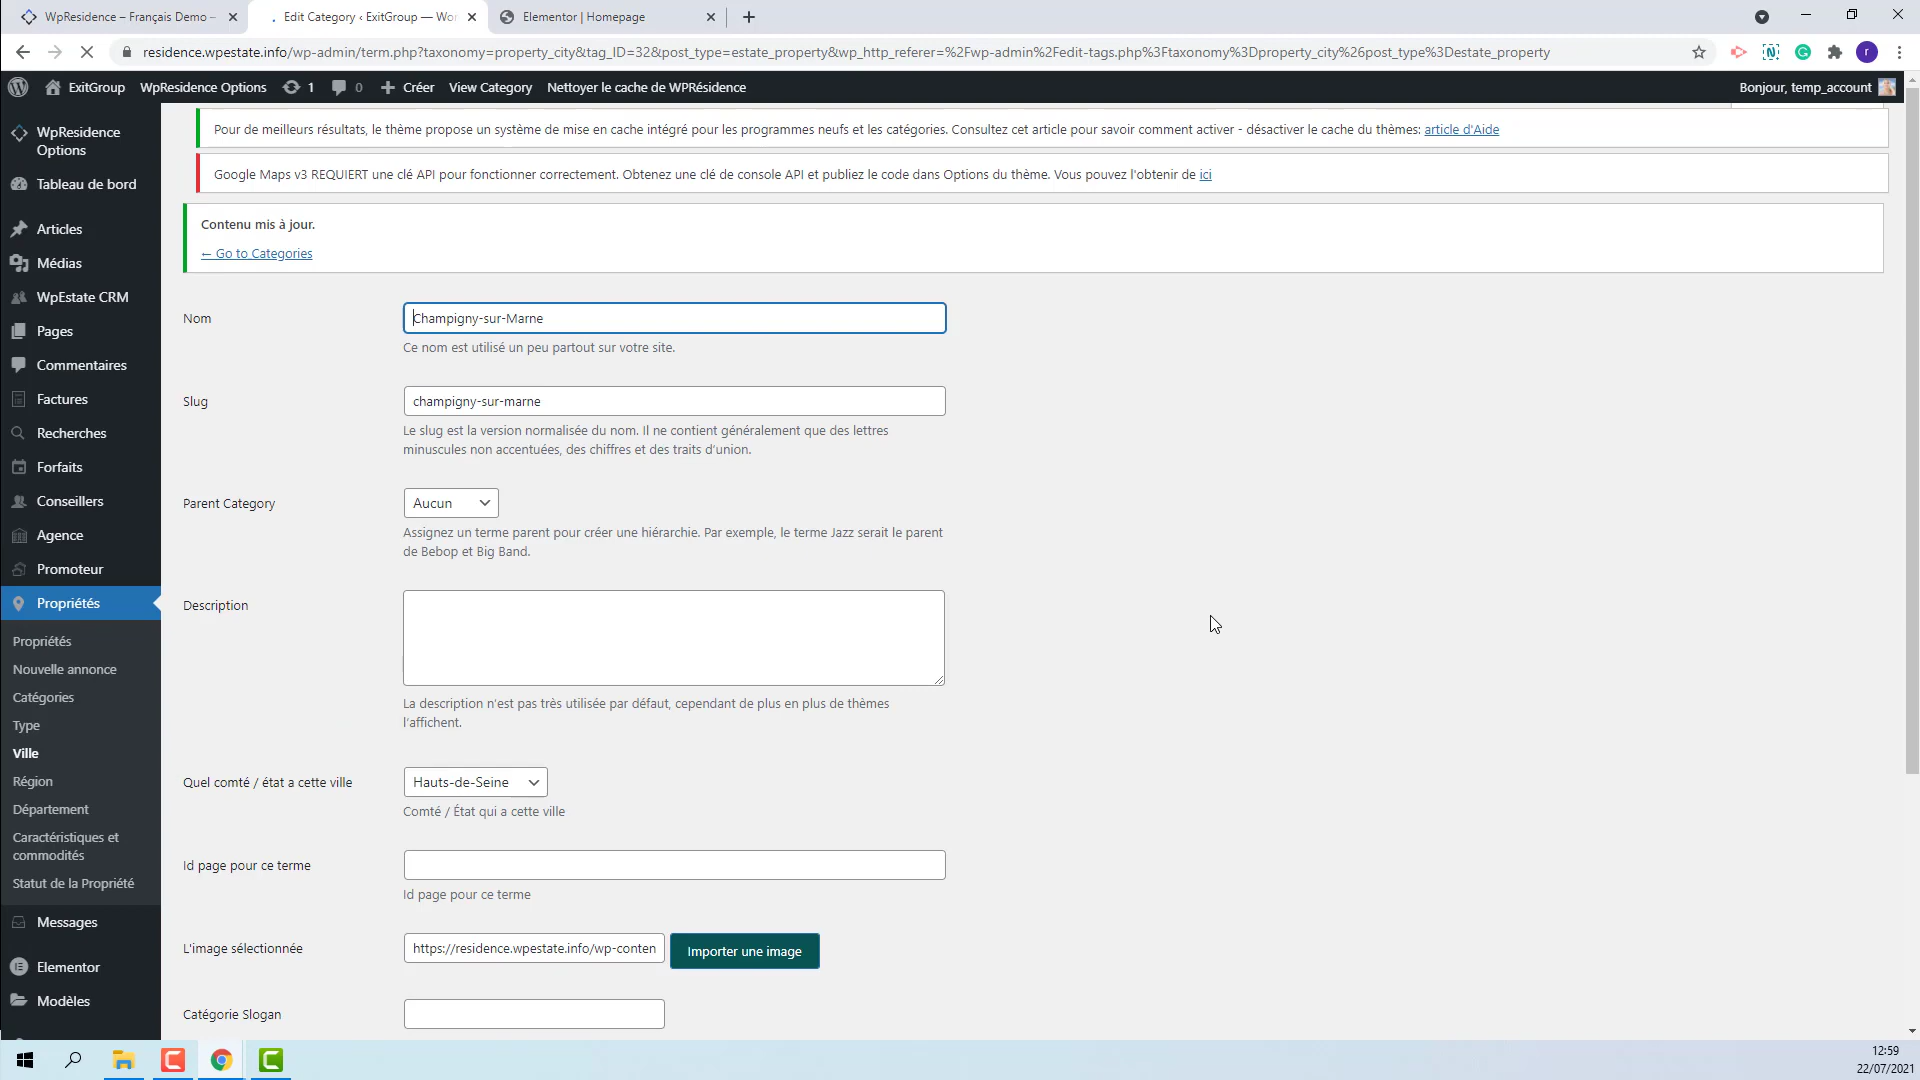 WpResidence – Français Demo –
Edit Category ‹ ExitGroup — Wor
Elementor | Homepage
residence.wpestate.info/wp-admin/term.php?taxonomy=property_city&tag_ID=32&post_type=estate_property&wp_http_referer=%2Fwp-admin%2Fedit-tags.php%3Ftaxonomy%3Dproperty_city%26post_type%3Destate_property
r
ExitGroup
WpResidence Options
1
0
Créer
View Category
Nettoyer le cache de WPRésidence
Bonjour, temp_account
WpResidence
Options
Tableau de bord
Articles
Médias
WpEstate CRM
Pages
Commentaires
Factures
Recherches
Forfaits
Conseillers
Agence
Promoteur
Propriétés
Propriétés
Nouvelle annonce
Catégories
Type
Ville
Région
Département
Caractéristiques et
commodités
Statut de la Propriété
Messages
Elementor
Modèles
Pour de meilleurs résultats, le thème propose un système de mise en cache intégré pour les programmes neufs et les catégories. Consultez cet article pour savoir comment activer - désactiver le cache du thèmes: article d'Aide
Google Maps v3 REQUIERT une clé API pour fonctionner correctement. Obtenez une clé de console API et publiez le code dans Options du thème. Vous pouvez l'obtenir de ici
Contenu mis à jour.
← Go to Categories
Nom
Champigny-sur-Marne
Ce nom est utilisé un peu partout sur votre site.
Slug
champigny-sur-marne
Le slug est la version normalisée du nom. Il ne contient généralement que des lettres
minuscules non accentuées, des chiffres et des traits d'union.
Parent Category
Aucun
Assignez un terme parent pour créer une hiérarchie. Par exemple, le terme Jazz serait le parent
de Bebop et Big Band.
Description
La description n'est pas très utilisée par défaut, cependant de plus en plus de thèmes
l'affichent.
Quel comté / état a cette ville
Hauts-de-Seine
Comté / État qui a cette ville
Id page pour ce terme
Id page pour ce terme
L'image sélectionnée
https://residence.wpestate.info/wp-conten
Importer une image
Catégorie Slogan
12:59
22/07/2021